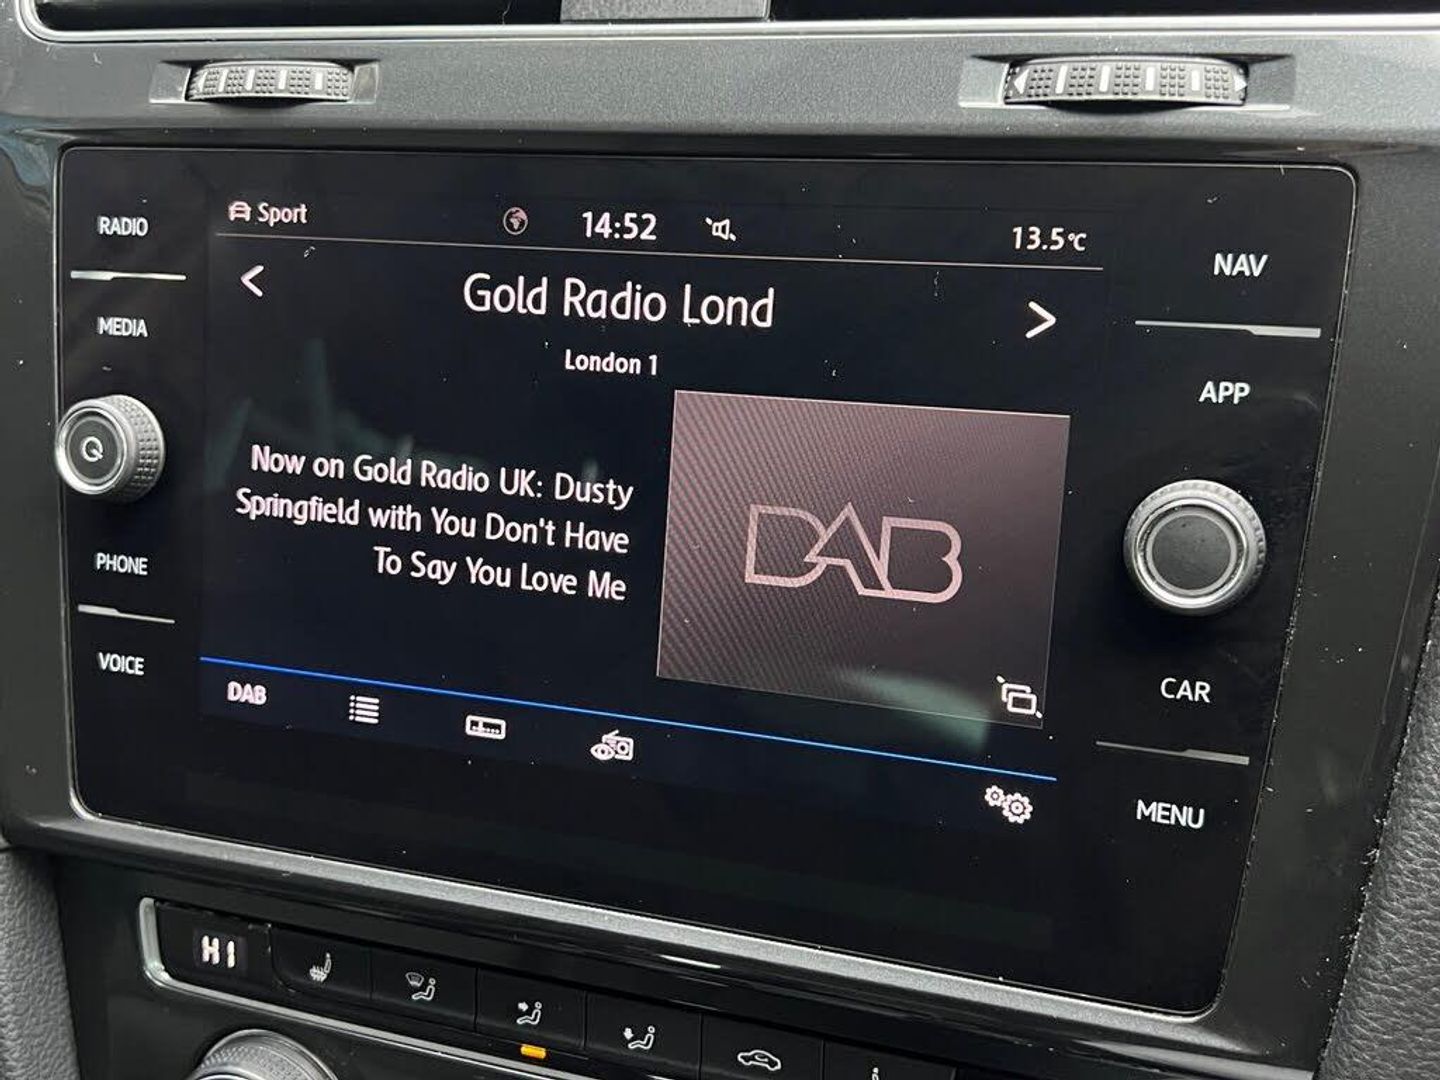 RADIO
MEDIA
PHONE
VOICE
Sport
14:52
13.5°C
Gold Radio Lond
London 1
Now on Gold Radio UK: Dusty
Springfield with You Don't Have
To Say You Love Me
DAB
DAB
NAV
APP
CAR
MENU
HI